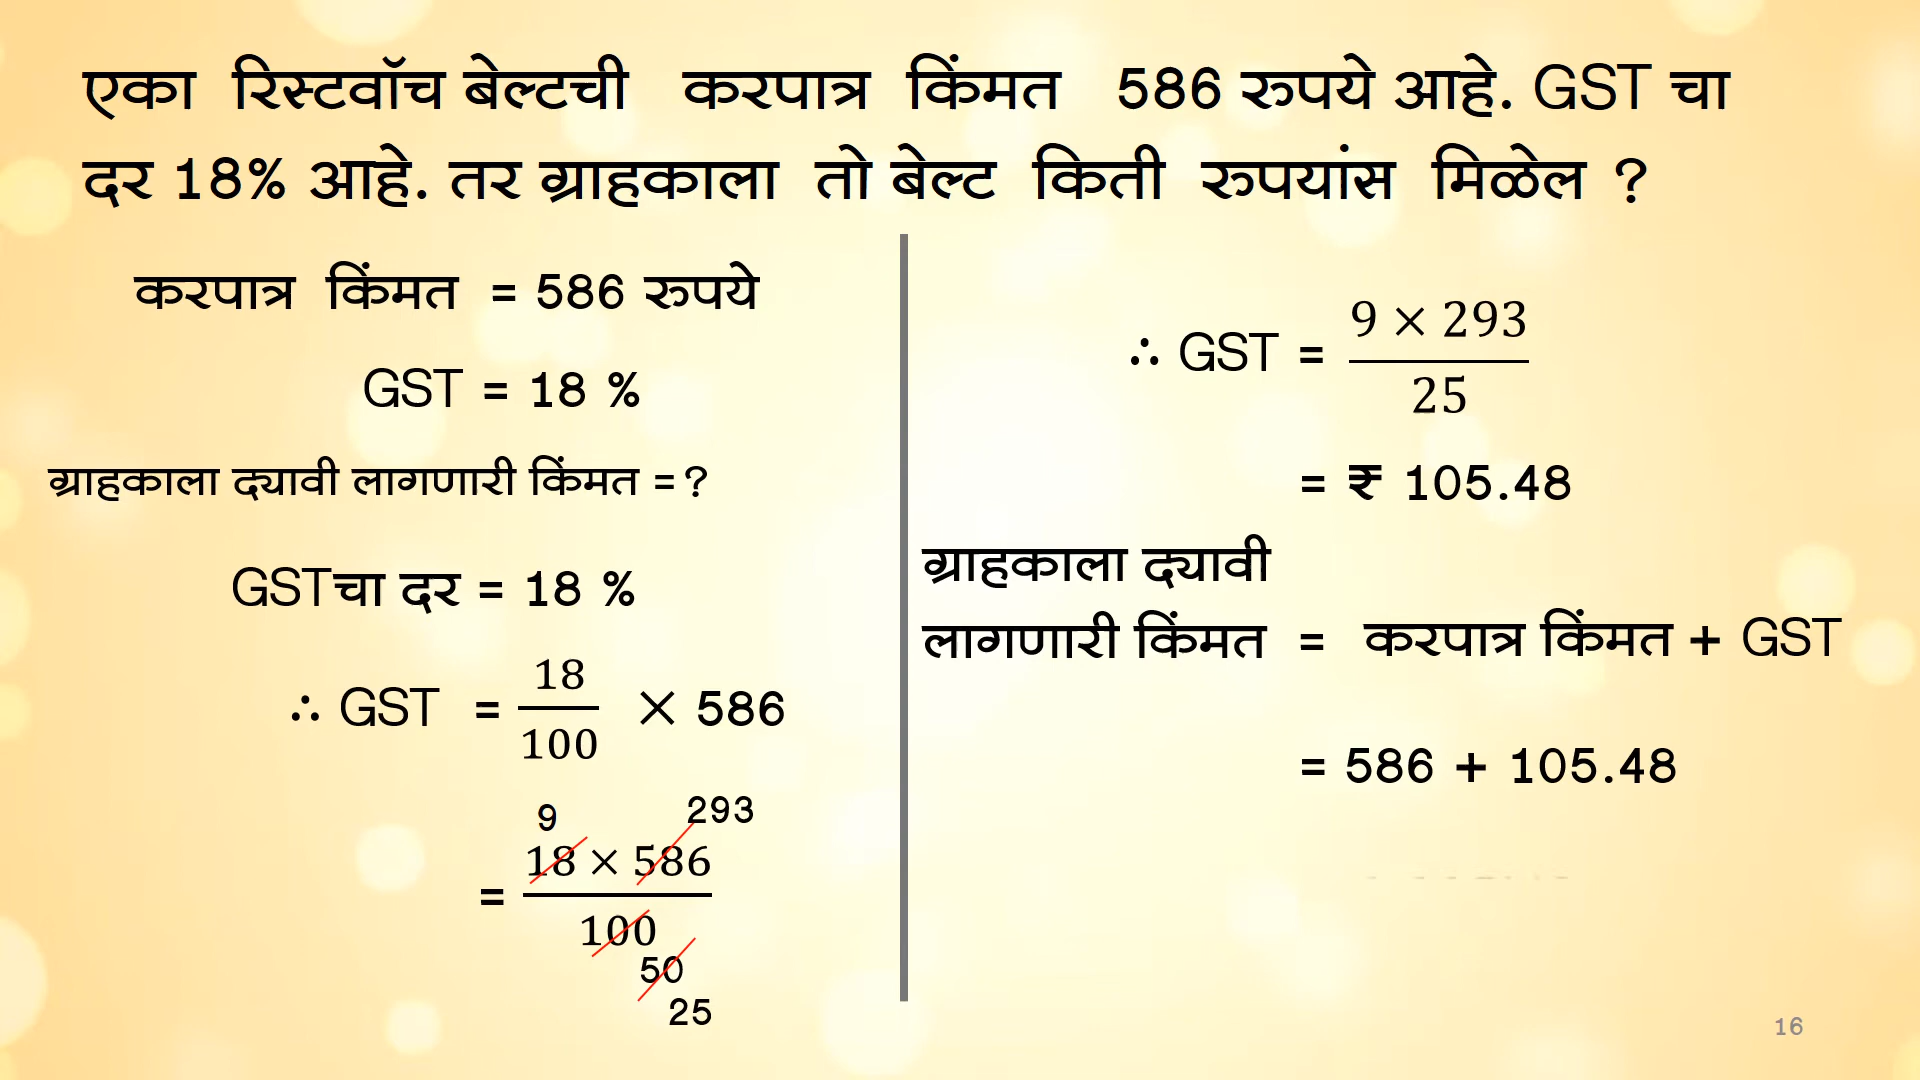 एका रिस्टवॉच बेल्टची करपात्र किंमत 586 रुपये आहे. GST चा
दर 18% आहे. तर ग्राहकाला तो बेल्ट किती रुपयांस मिळेल ?
करपात्र किंमत = 586 रुपये
GST = 18 %
ग्राहकाला द्यावी लागणारी किंमत = ?
GSTचा दर = 18 %
∴ GST = 18/100 × 586
9 293
= 18 × 586 / 100
50
25
∴ GST = 9 × 293 / 25
= ₹ 105.48
ग्राहकाला द्यावी
लागणारी किंमत = करपात्र किंमत + GST
= 586 + 105.48
16